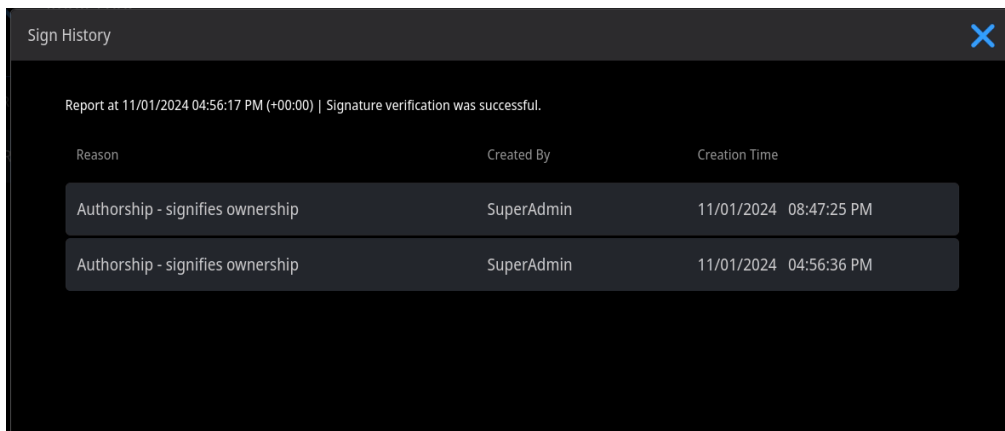 Sign History
Report at 11/01/2024 04:56:17 PM (+00:00) | Signature verification was successful.
Reason Created By Creation Time
Authorship - signifies ownership SuperAdmin 11/01/2024 08:47:25 PM
Authorship - signifies ownership SuperAdmin 11/01/2024 04:56:36 PM